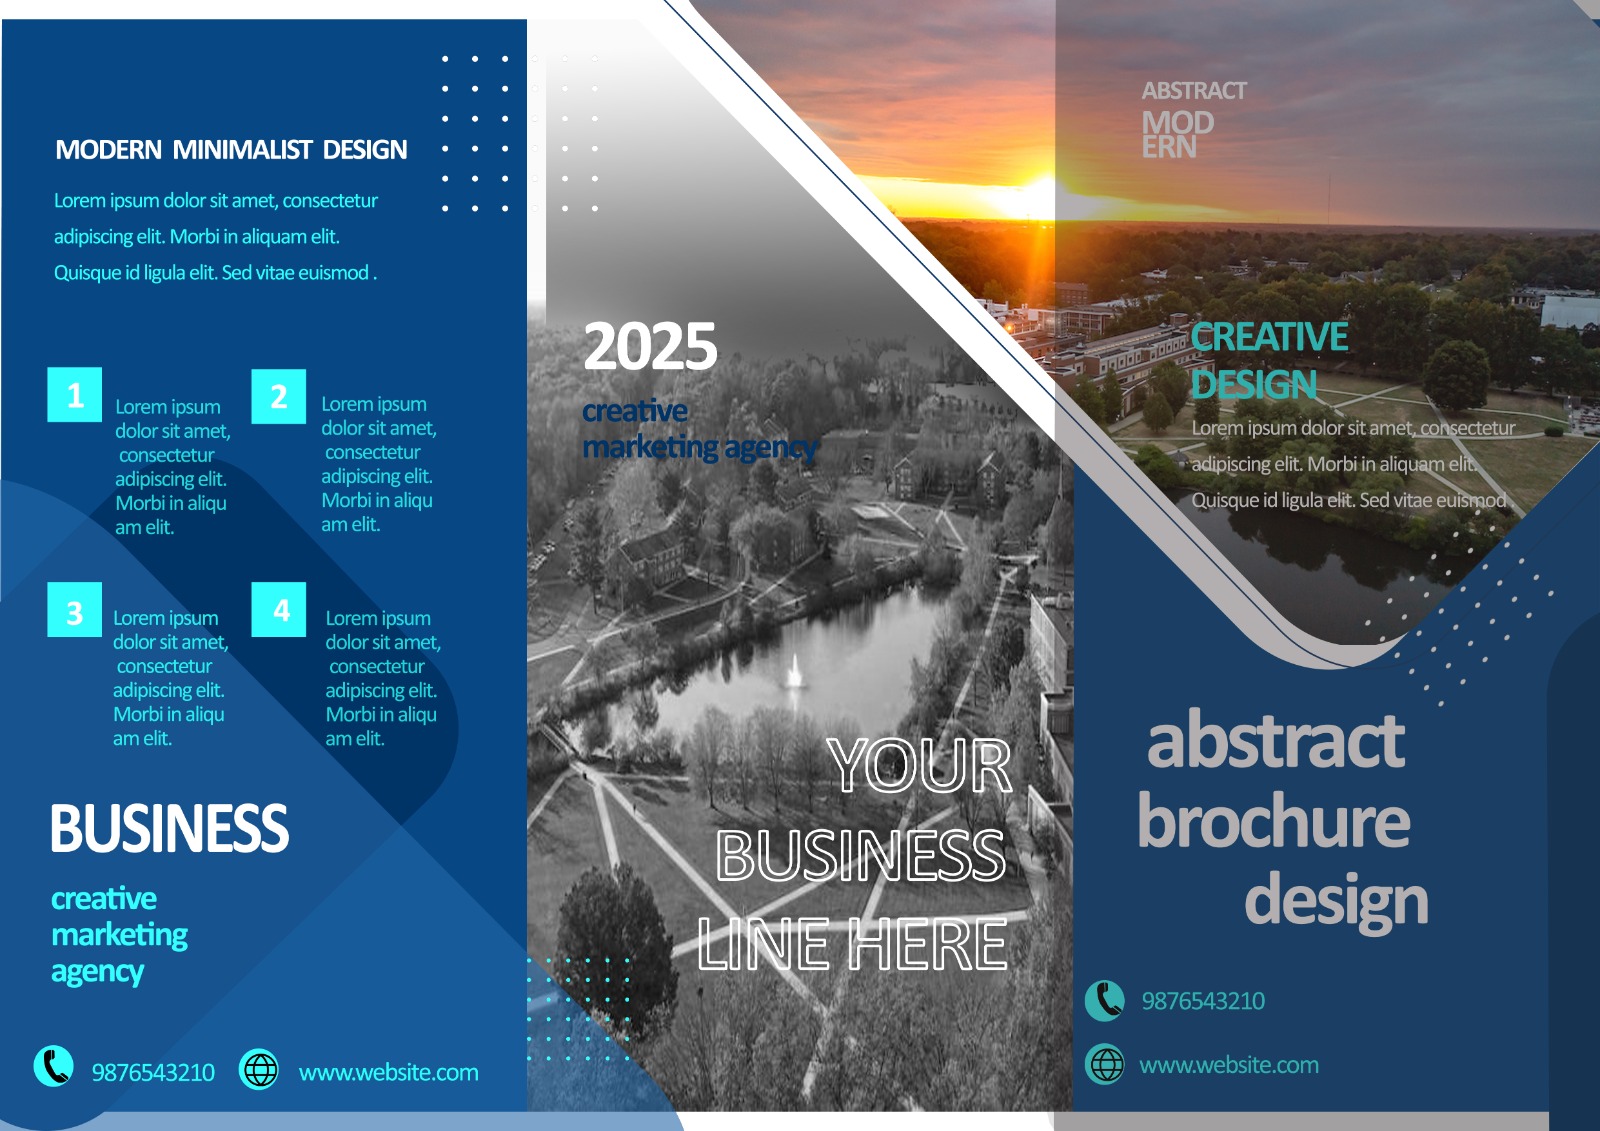 MODERN MINIMALIST DESIGN
Lorem ipsum dolor sit amet, consectetur
adipiscing elit. Morbi in aliquam elit.
Quisque id ligula elit. Sed vitae euismod .
1
Lorem ipsum
dolor sit amet,
consectetur
adipiscing elit.
Morbi in aliqu
am elit.
2
Lorem ipsum
dolor sit amet,
consectetur
adipiscing elit.
Morbi in aliqu
am elit.
3
Lorem ipsum
dolor sit amet,
consectetur
adipiscing elit.
Morbi in aliqu
am elit.
4
Lorem ipsum
dolor sit amet,
consectetur
adipiscing elit.
Morbi in aliqu
am elit.
BUSINESS
creative
marketing
agency
9876543210
www.website.com
2025
creative
marketing agency
YOUR
BUSINESS
LINE HERE
ABSTRACT
MOD
ERN
CREATIVE
DESIGN
Lorem ipsum dolor sit amet, consectetur
adipiscing elit. Morbi in aliquam elit.
Quisque id ligula elit. Sed vitae euismod .
abstract
brochure
design
9876543210
www.website.com